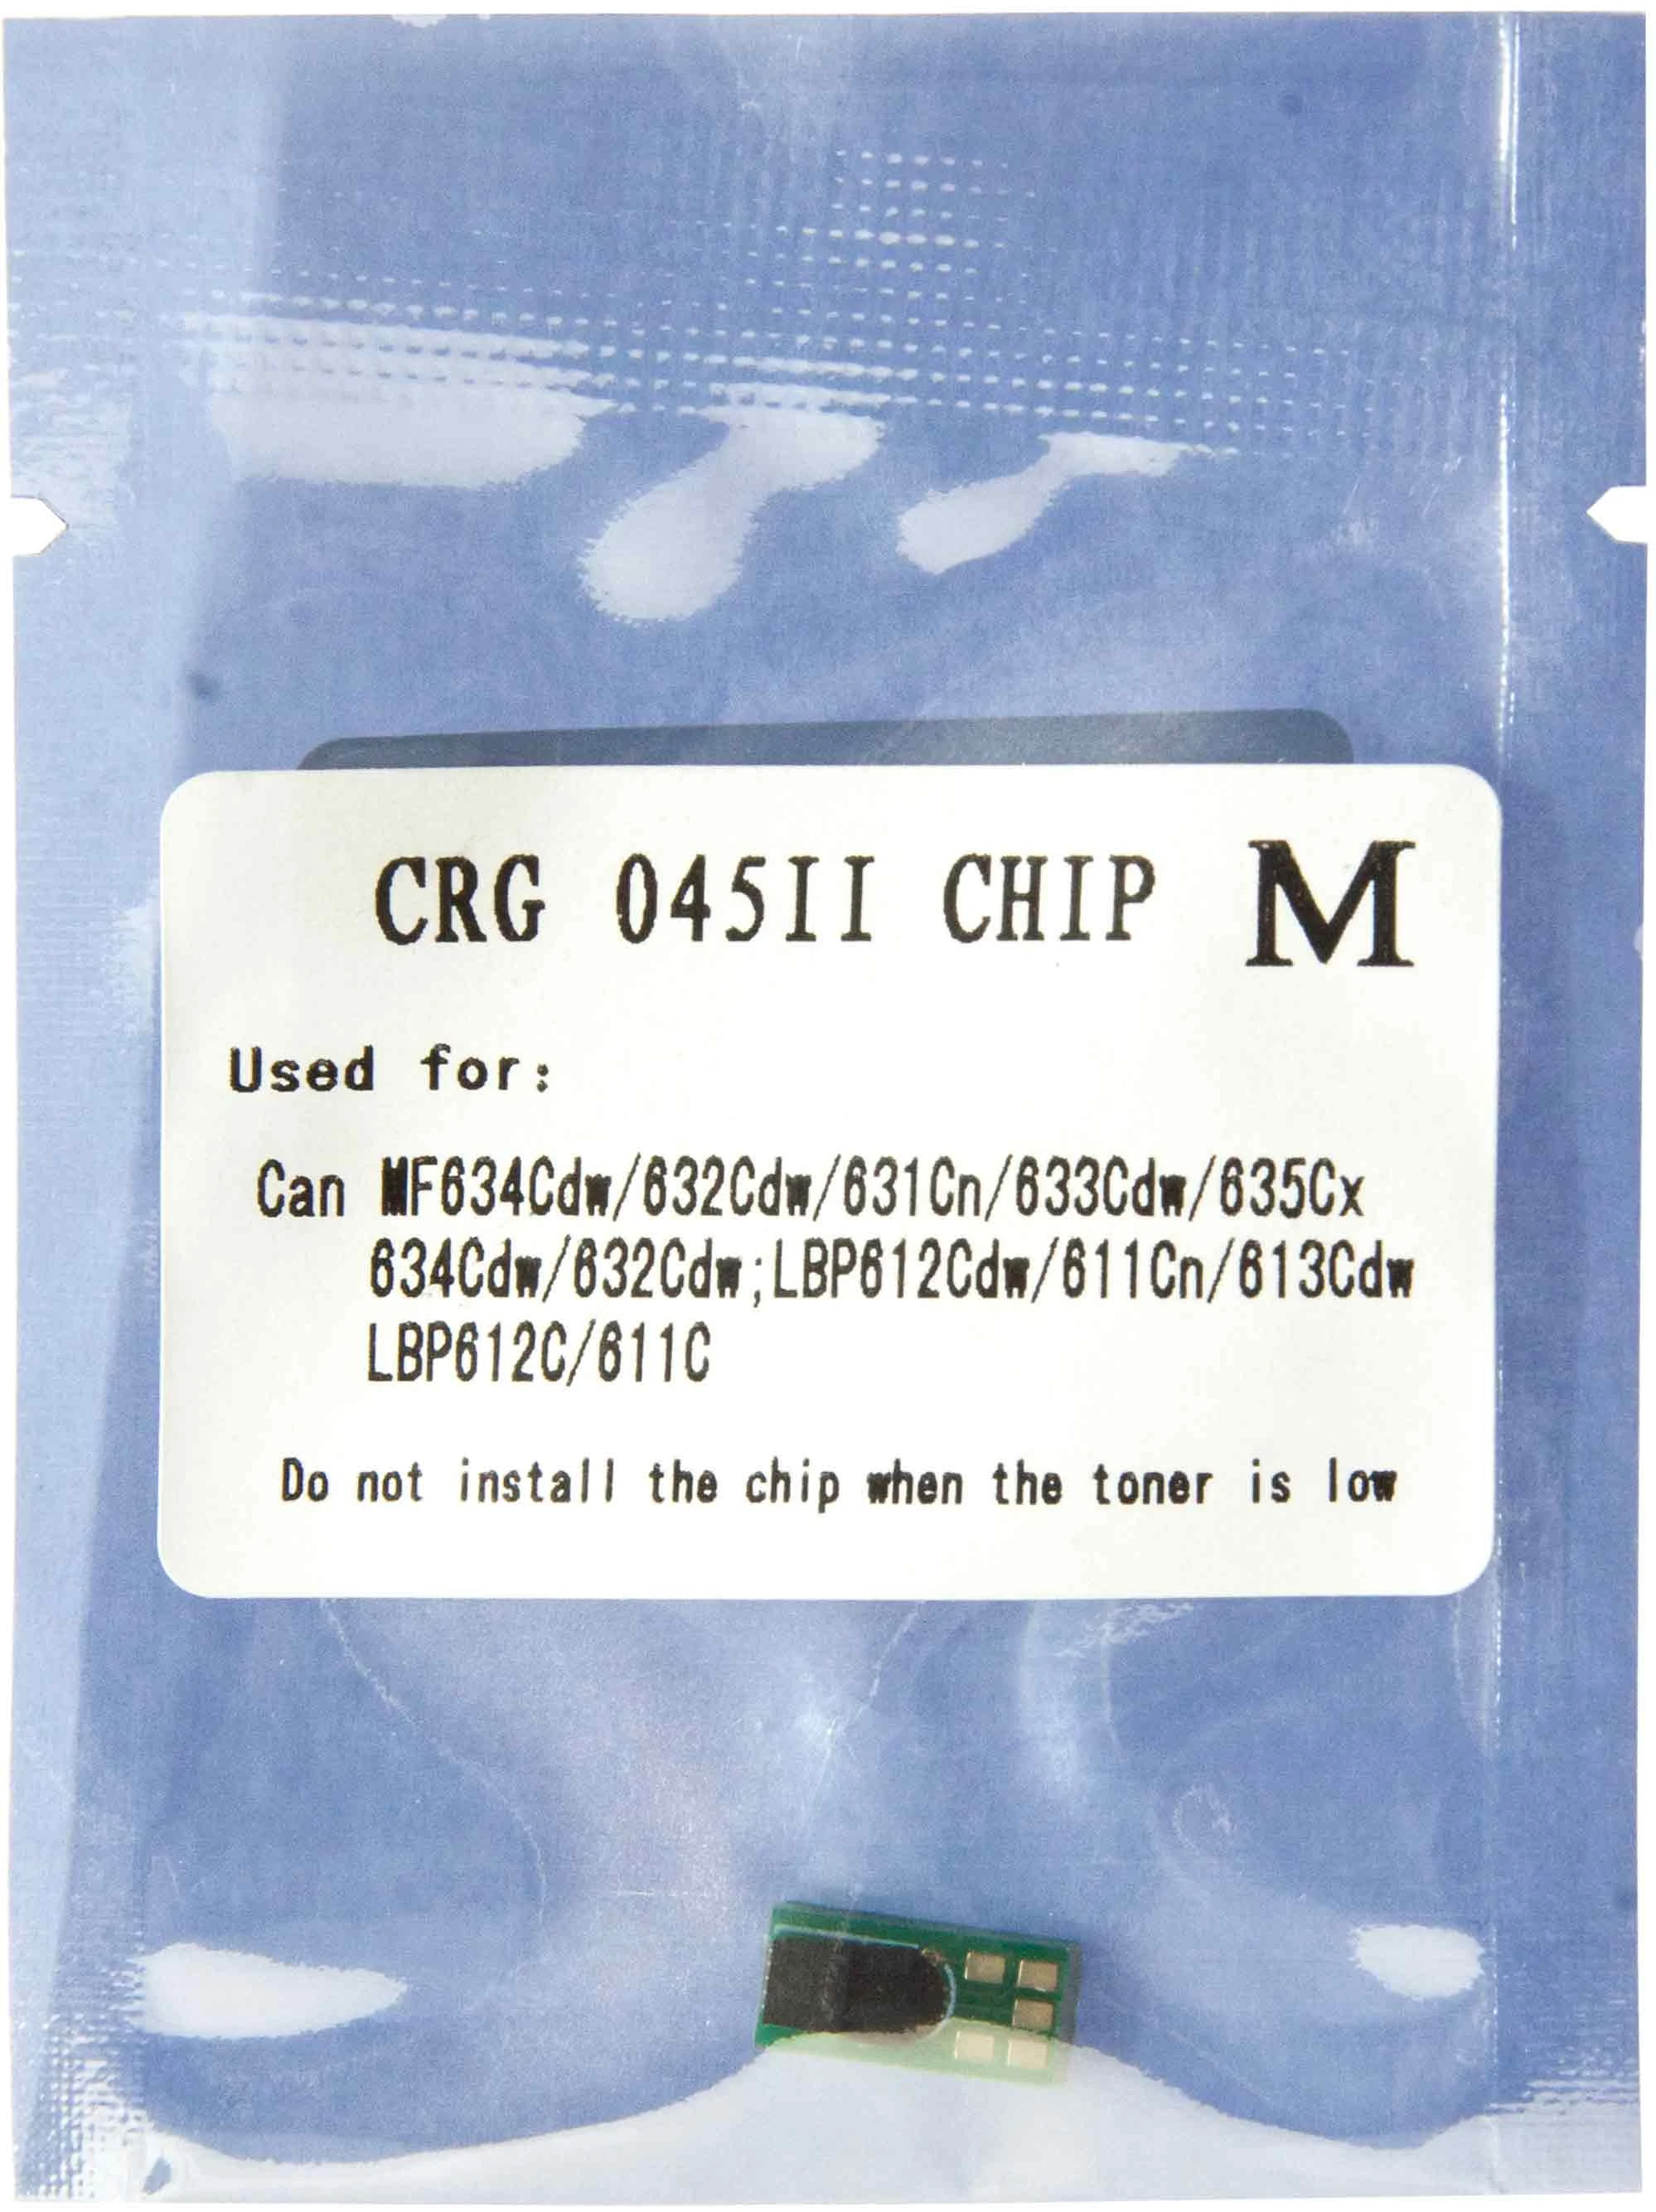 CRG 045II CHIP M
Used for:
Can MF634Cdw/632Cdw/631Cn/633Cdw/635Cx
634Cdw/632Cdw;LBP612Cdw/611Cn/613Cdw
LBP612C/611C
Do not install the chip when the toner is low